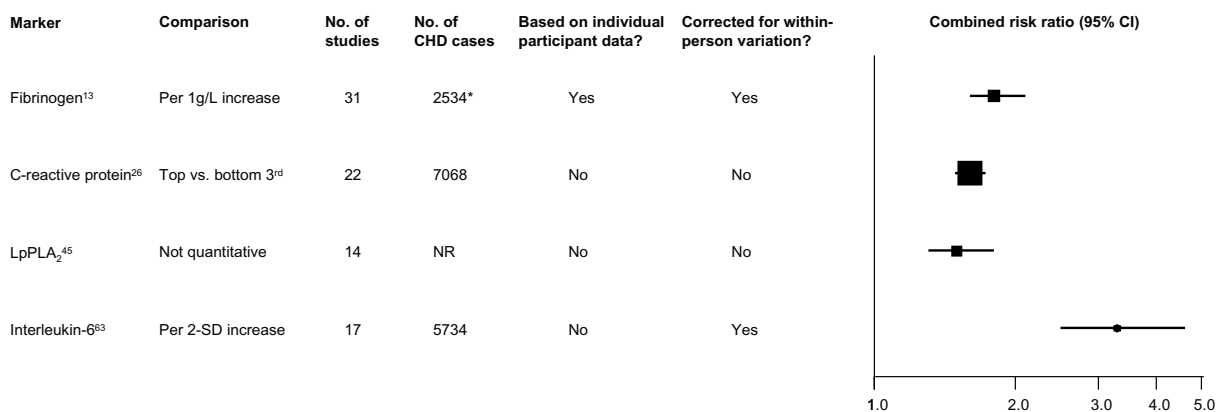 Marker Comparison No. of studies No. of CHD cases Based on individual participant data? Corrected for within-person variation? Combined risk ratio (95% CI)
Fibrinogen13 Per 1g/L increase 31 2534* Yes Yes
C-reactive protein26 Top vs. bottom 3rd 22 7068 No No
LpPLA2 45 Not quantitative 14 NR No No
Interleukin-663 Per 2-SD increase 17 5734 No Yes
1.0 2.0 3.0 4.0 5.0